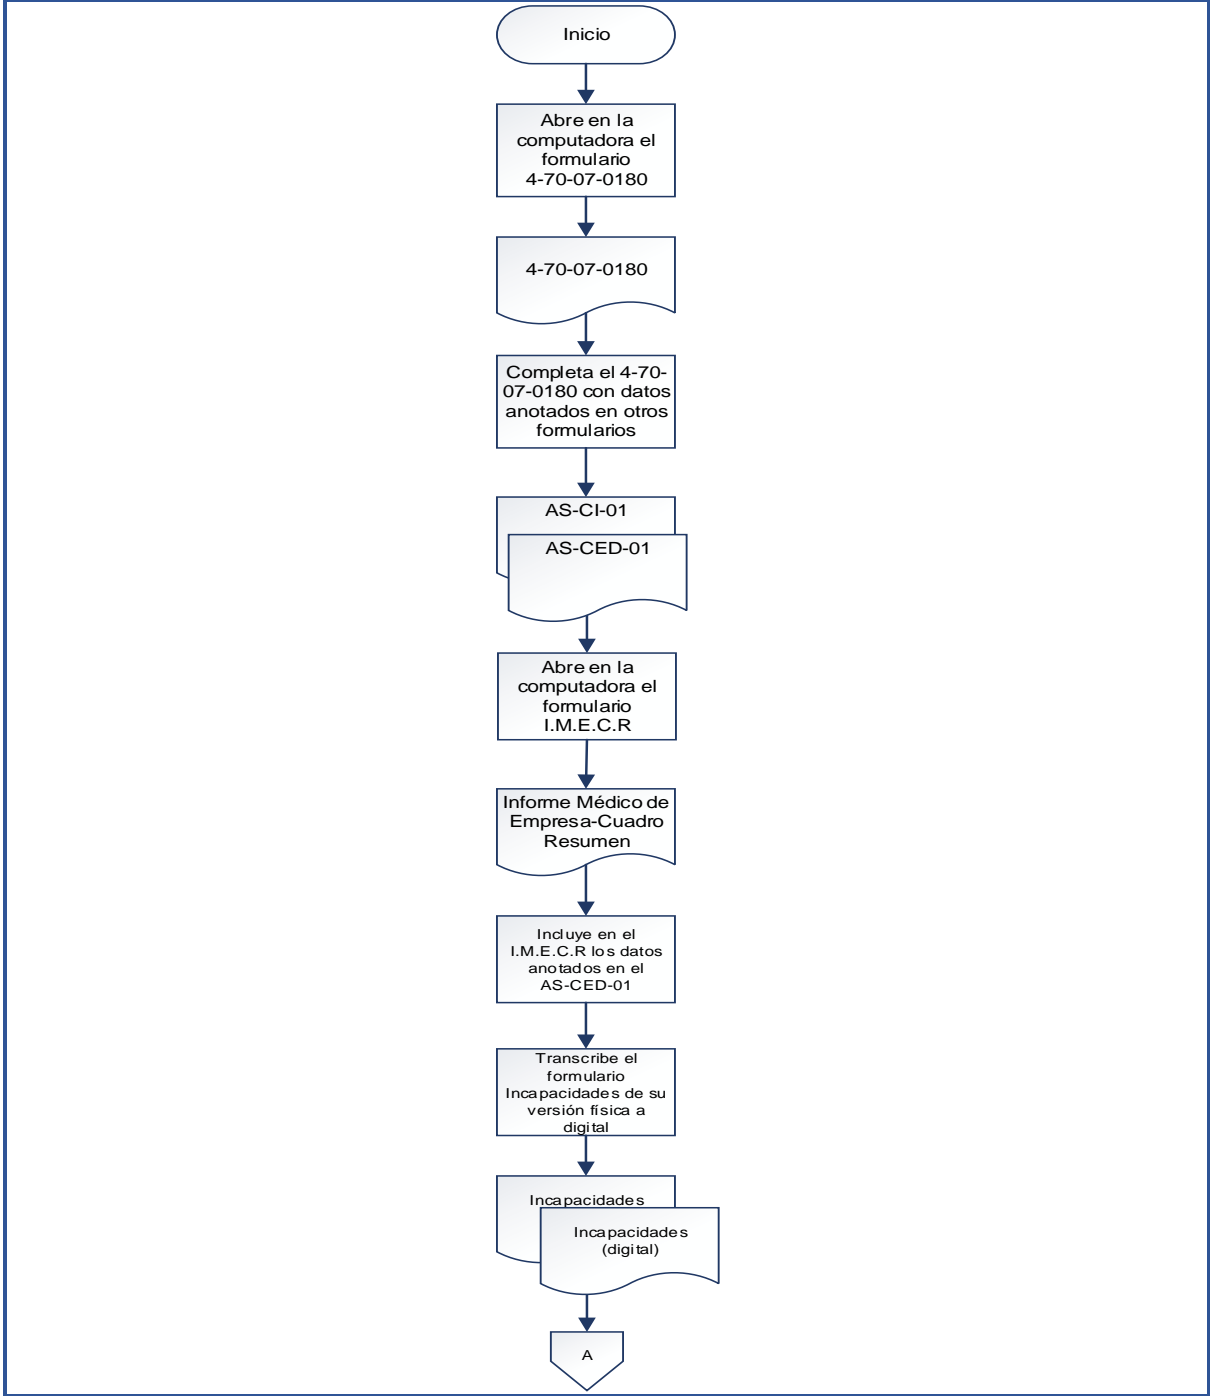 Inicio
Abre en la
computadora el
formulario
4-70-07-0180
4-70-07-0180
Completa el 4-70-
07-0180 con datos
anotados en otros
formularios
AS-CI-01
AS-CED-01
Abre en la
computadora el
formulario
I.M.E.C.R
Informe Médico de
Empresa-Cuadro
Resumen
Incluye en el
I.M.E.C.R los datos
anotados en el
AS-CED-01
Transcribe el
formulario
Incapacidades de su
versión física a
digital
Incapacidades
Incapacidades
(digital)
A